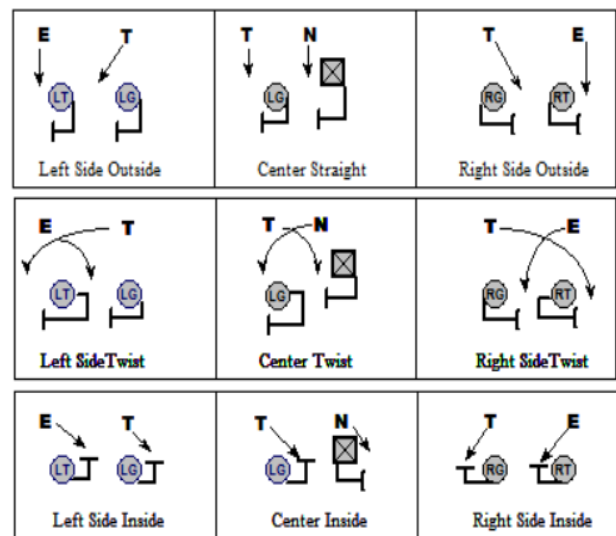 E T T N T E
LT LG LG RG RT
Left Side Outside Center Straight Right Side Outside
E T T N T E
LT LG LG RG RT
Left SideTwist Center Twist Right SideTwist
E T T N T E
LT LG LG RG RT
Left Side Inside Center Inside Right Side Inside